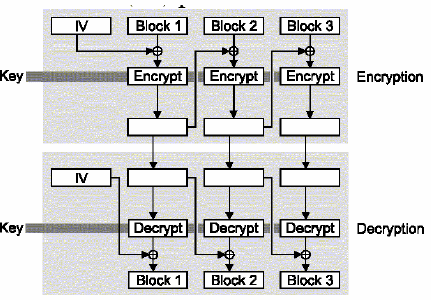 IV Block 1 Block 2 Block 3
Key Encrypt Encrypt Encrypt Encryption
IV
Key Decrypt Decrypt Decrypt Decryption
Block 1 Block 2 Block 3